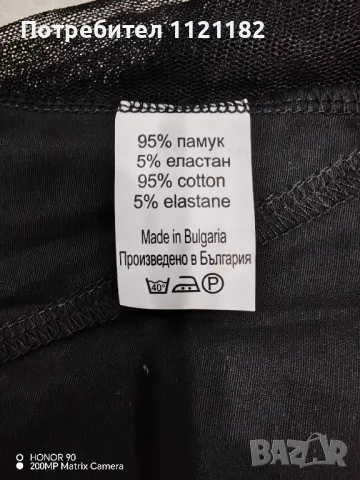 Потребител 1121182
95% памук
5% еластан
95% cotton
5% elastane
Made in Bulgaria
Произведено в България
40° P
HONOR 90
200MP Matrix Camera
BAZAR